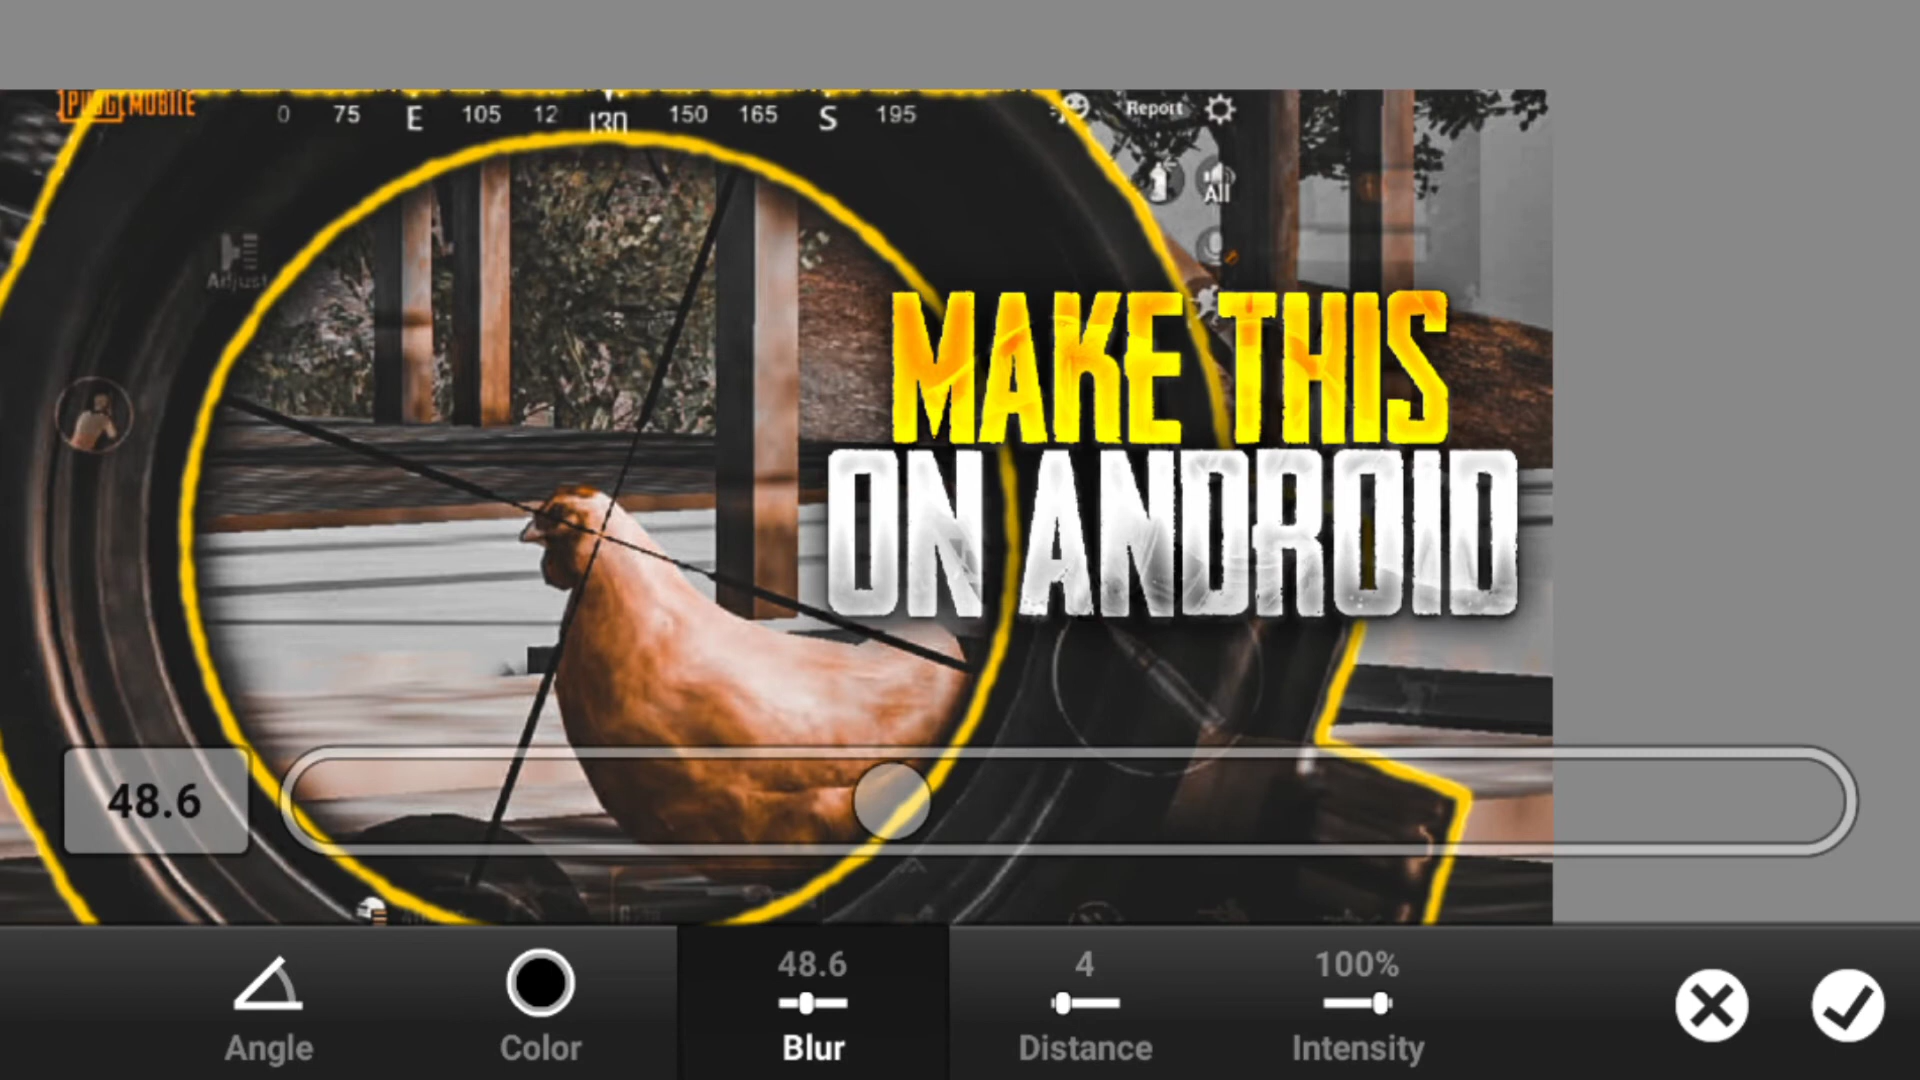 PUBG MOBILE
0 75 E 105 12 130 150 165 S 195
Report
All
Adjust
MAKE THIS
ON ANDROID
48.6
48.6 4 100%
Angle Color Blur Distance Intensity